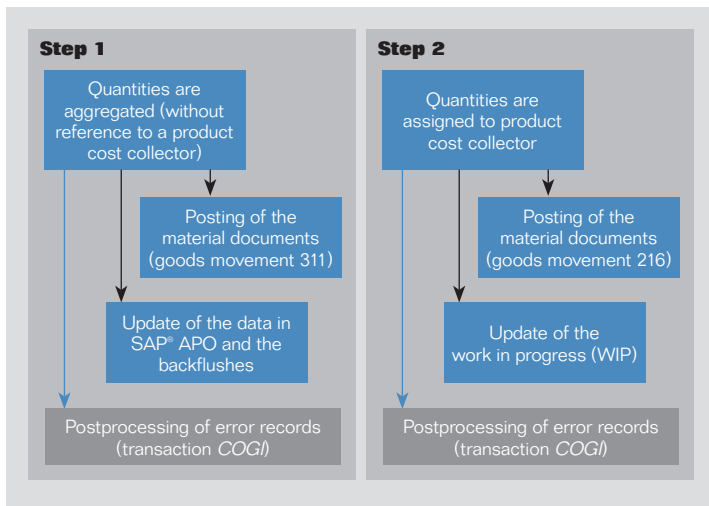 Step 1
Quantities are
aggregated (without
reference to a product
cost collector)
Posting of the
material documents
(goods movement 311)
Update of the data in
SAP® APO and the
backflushes
Postprocessing of error records
(transaction COGI)
Step 2
Quantities are
assigned to product
cost collector
Posting of the
material documents
(goods movement 216)
Update of the
work in progress (WIP)
Postprocessing of error records
(transaction COGI)